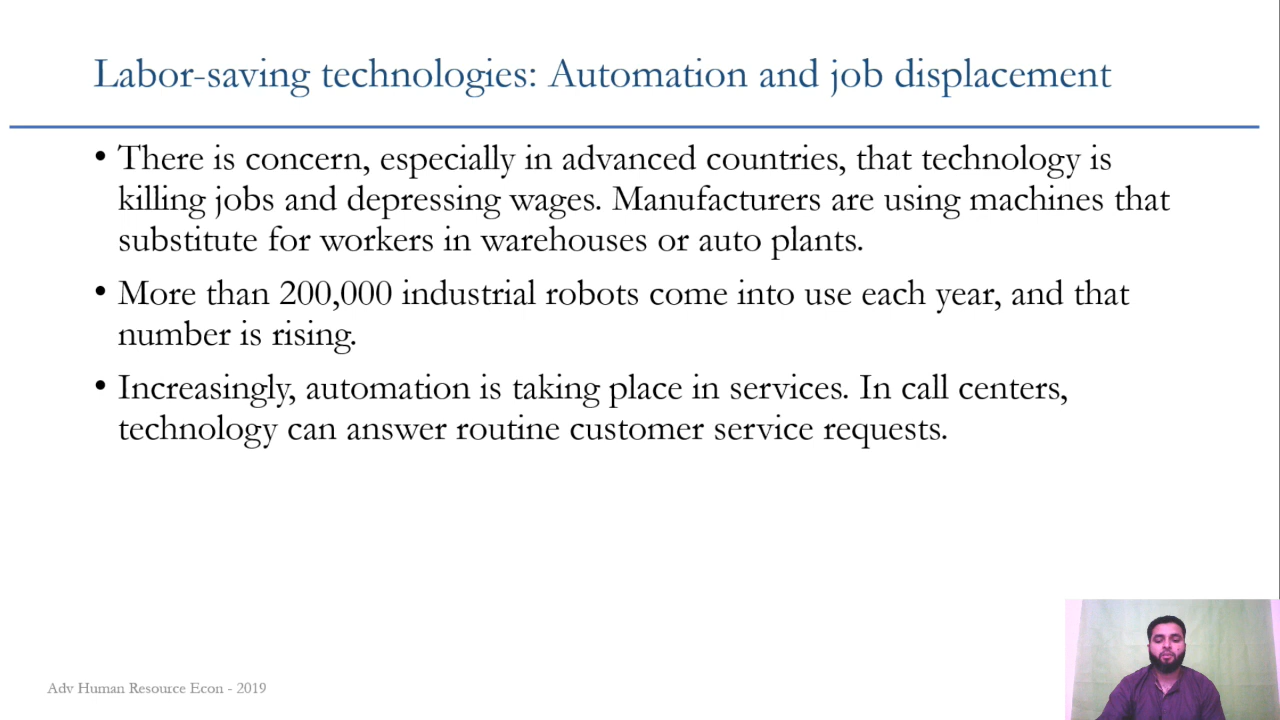 Labor-saving technologies: Automation and job displacement
• There is concern, especially in advanced countries, that technology is
killing jobs and depressing wages. Manufacturers are using machines that
substitute for workers in warehouses or auto plants.
• More than 200,000 industrial robots come into use each year, and that
number is rising.
• Increasingly, automation is taking place in services. In call centers,
technology can answer routine customer service requests.
Adv Human Resource Econ - 2019